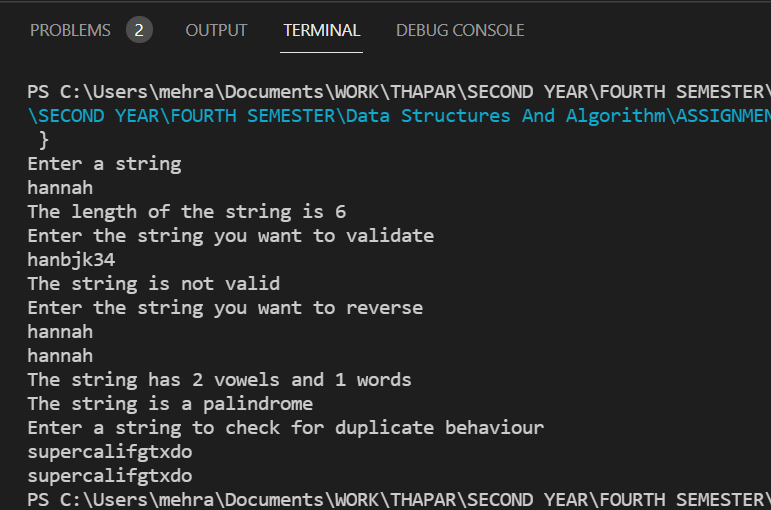 PROBLEMS 2 OUTPUT TERMINAL DEBUG CONSOLE
PS C:\Users\mehra\Documents\WORK\THAPAR\SECOND YEAR\FOURTH SEMESTER\
\SECOND YEAR\FOURTH SEMESTER\Data Structures And Algorithm\ASSIGNMEN
}
Enter a string
hannah
The length of the string is 6
Enter the string you want to validate
hanbjk34
The string is not valid
Enter the string you want to reverse
hannah
hannah
The string has 2 vowels and 1 words
The string is a palindrome
Enter a string to check for duplicate behaviour
supercalifgtxdo
supercalifgtxdo
PS C:\Users\mehra\Documents\WORK\THAPAR\SECOND YEAR\FOURTH SEMESTER\